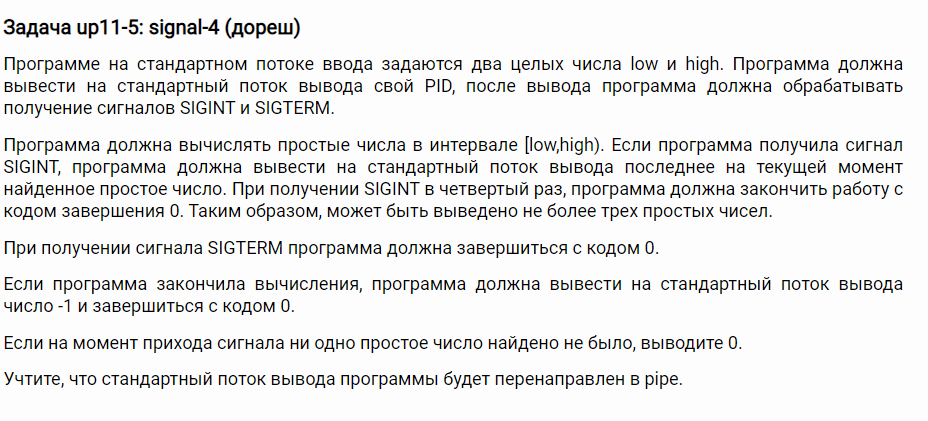 Задача up11-5: signal-4 (дореш)
Программе на стандартном потоке ввода задаются два целых числа low и high. Программа должна
вывести на стандартный поток вывода свой PID, после вывода программа должна обрабатывать
получение сигналов SIGINT и SIGTERM.
Программа должна вычислять простые числа в интервале [low,high). Если программа получила сигнал
SIGINT, программа должна вывести на стандартный поток вывода последнее на текущей момент
найденное простое число. При получении SIGINT в четвертый раз, программа должна закончить работу с
кодом завершения 0. Таким образом, может быть выведено не более трех простых чисел.
При получении сигнала SIGTERM программа должна завершиться с кодом 0.
Если программа закончила вычисления, программа должна вывести на стандартный поток вывода
число -1 и завершиться с кодом 0.
Если на момент прихода сигнала ни одно простое число найдено не было, выводите 0.
Учтите, что стандартный поток вывода программы будет перенаправлен в pipe.